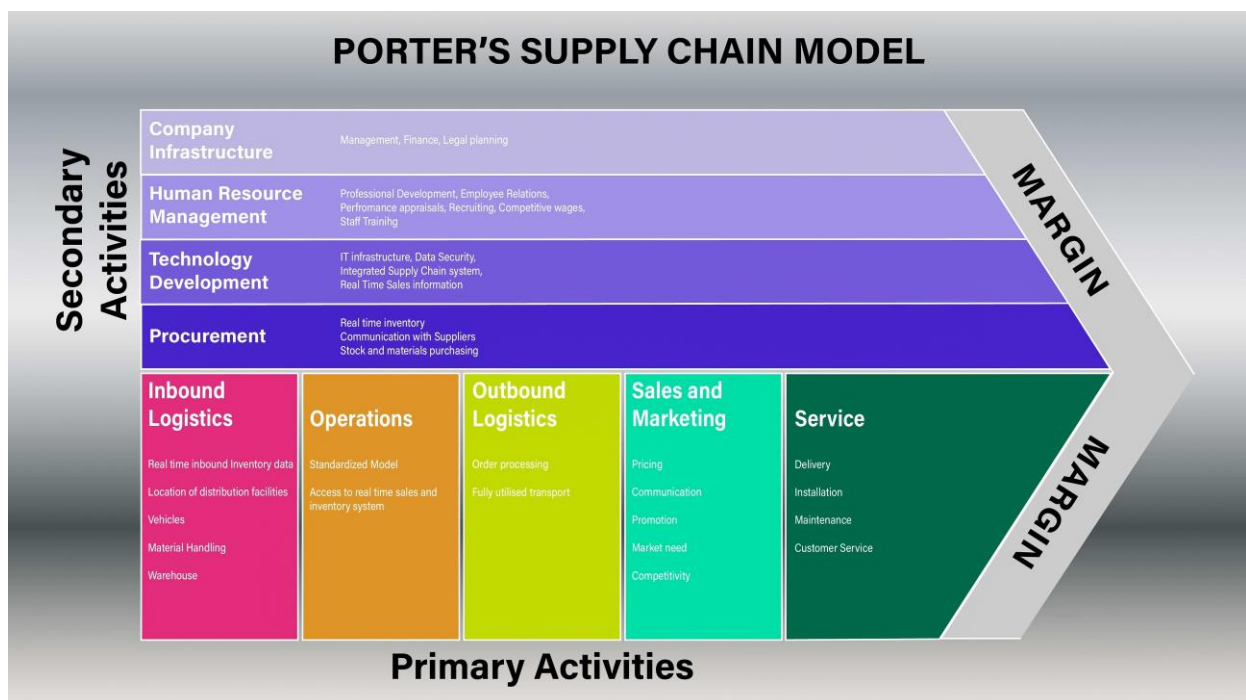 PORTER'S SUPPLY CHAIN MODEL
Secondary
Activities
Company
Infrastructure
Management, Finance, Legal planning
Human Resource
Management
Professional Development, Employee Relations,
Perfromance appraisals, Recruiting, Competitive wages,
Staff Trainihg
Technology
Development
IT infrastructure, Data Security,
Integrated Supply Chain system,
Real Time Sales information
Procurement
Real time inventory
Communication with Suppliers
Stock and materials purchasing
MARGIN
Inbound
Logistics
Real time inbound Inventory data
Location of distribution facilities
Vehicles
Material Handling
Warehouse
Operations
Standardized Model
Access to real time sales and
inventory system
Outbound
Logistics
Order processing
Fully utilised transport
Sales and
Marketing
Pricing
Communication
Promotion
Market need
Competitivity
Service
Delivery
Installation
Maintenance
Customer Service
MARGIN
Primary Activities